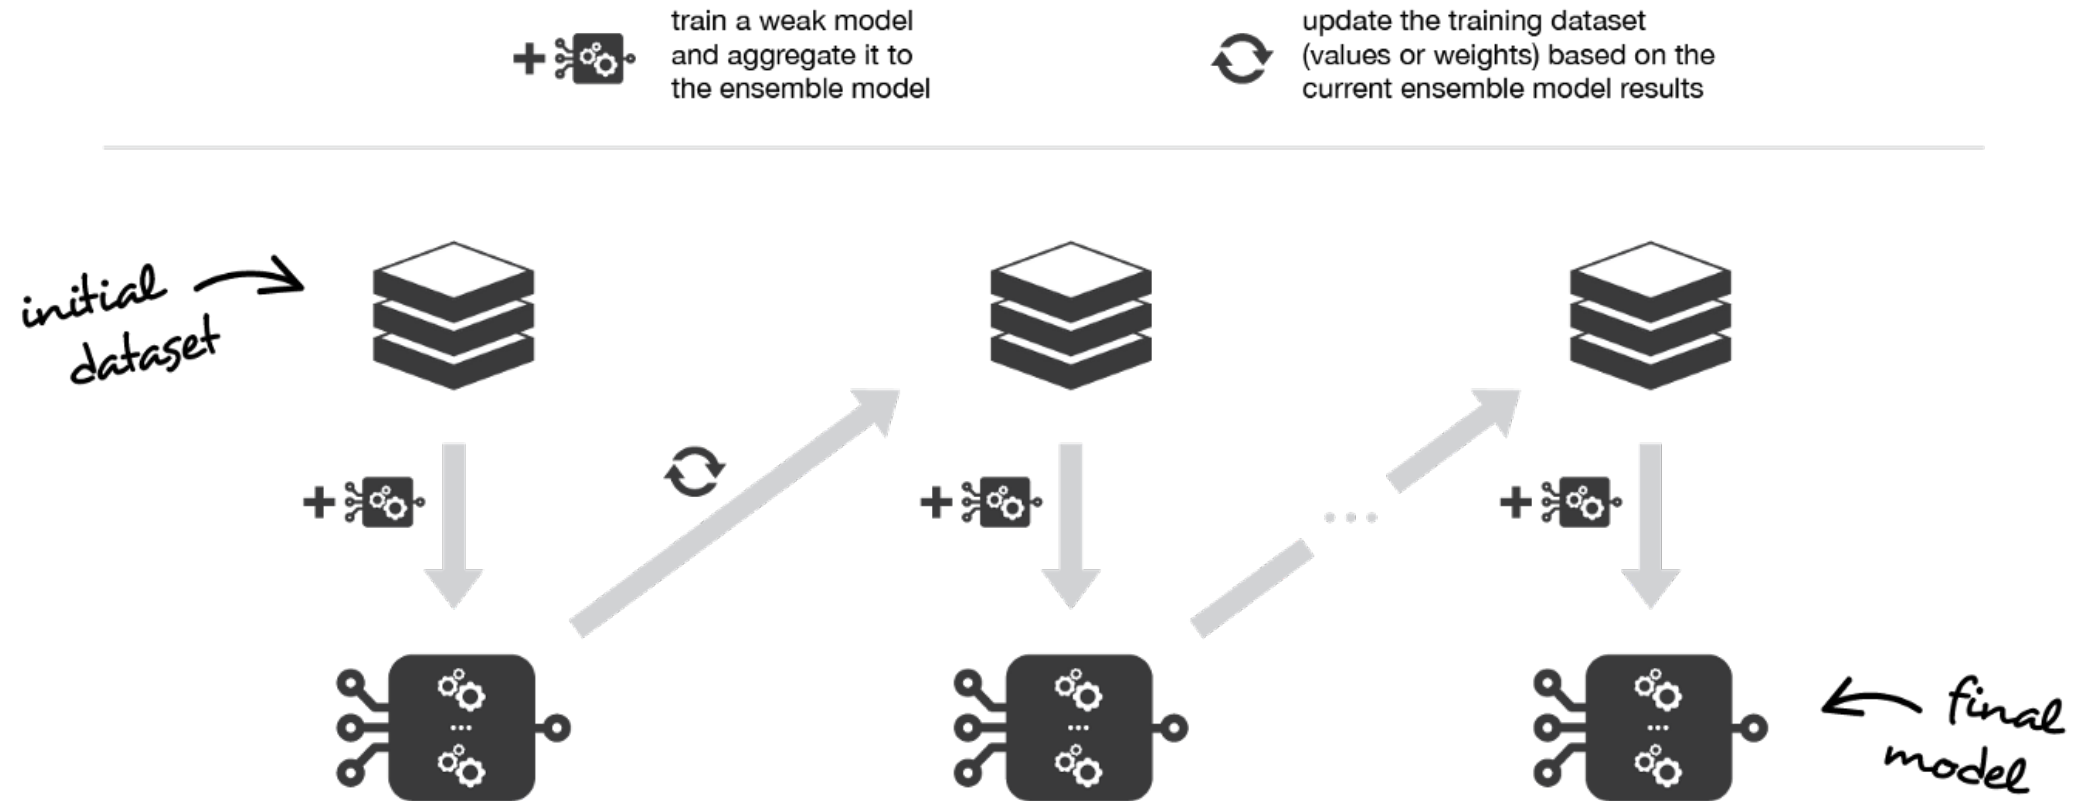 train a weak model
and aggregate it to
the ensemble model
update the training dataset
(values or weights) based on the
current ensemble model results
initial
dataset
...
...
...
...
final
model